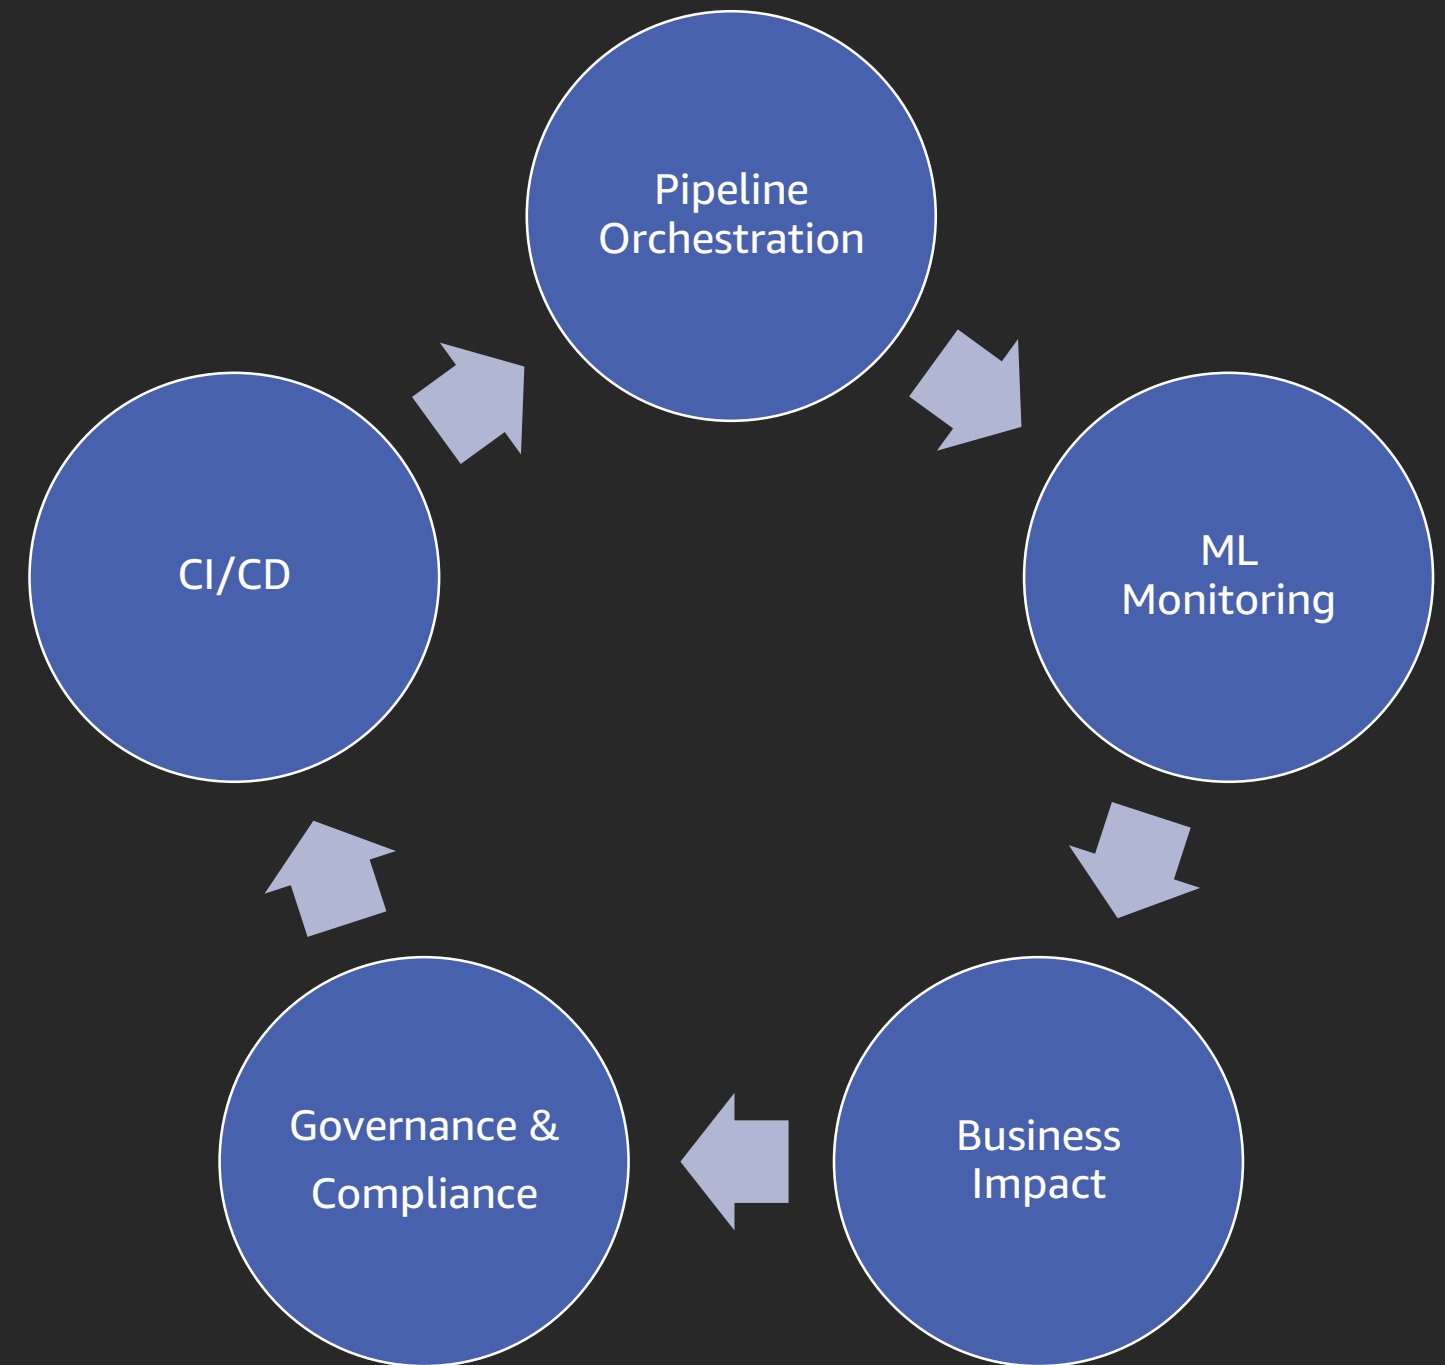 Pipeline
Orchestration
ML
Monitoring
Business
Impact
Governance &
Compliance
CI/CD